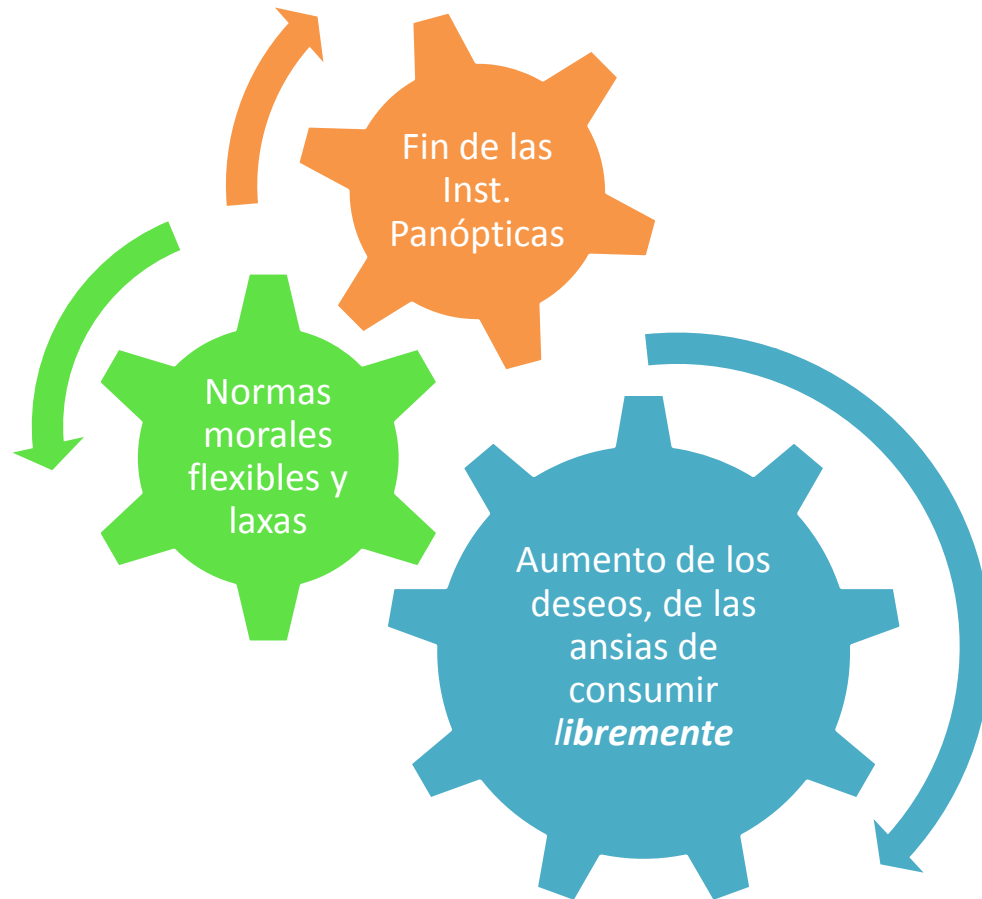 Fin de las
Inst.
Panópticas
Normas
morales
flexibles y
laxas
Aumento de los
deseos, de las
ansias de
consumir
libremente